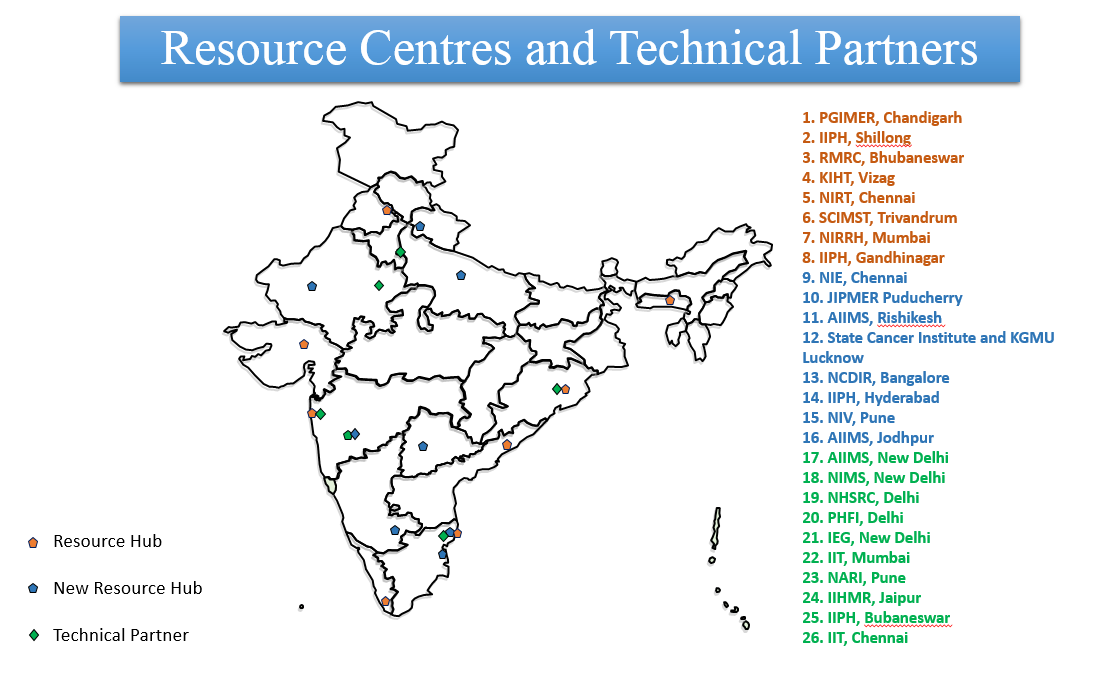 Resource Centres and Technical Partners
1. PGIMER, Chandigarh
2. IIPH, Shillong
3. RMRC, Bhubaneswar
4. KIHT, Vizag
5. NIRT, Chennai
6. SCIMST, Trivandrum
7. NIRRH, Mumbai
8. IIPH, Gandhinagar
9. NIE, Chennai
10. JIPMER Puducherry
11. AIIMS, Rishikesh
12. State Cancer Institute and KGMU
Lucknow
13. NCDIR, Bangalore
14. IIPH, Hyderabad
15. NIV, Pune
16. AIIMS, Jodhpur
17. AIIMS, New Delhi
18. NIMS, New Delhi
19. NHSRC, Delhi
20. PHFI, Delhi
21. IEG, New Delhi
22. IIT, Mumbai
23. NARI, Pune
24. IIHMR, Jaipur
25. IIPH, Bubaneswar
26. IIT, Chennai
Resource Hub
New Resource Hub
Technical Partner